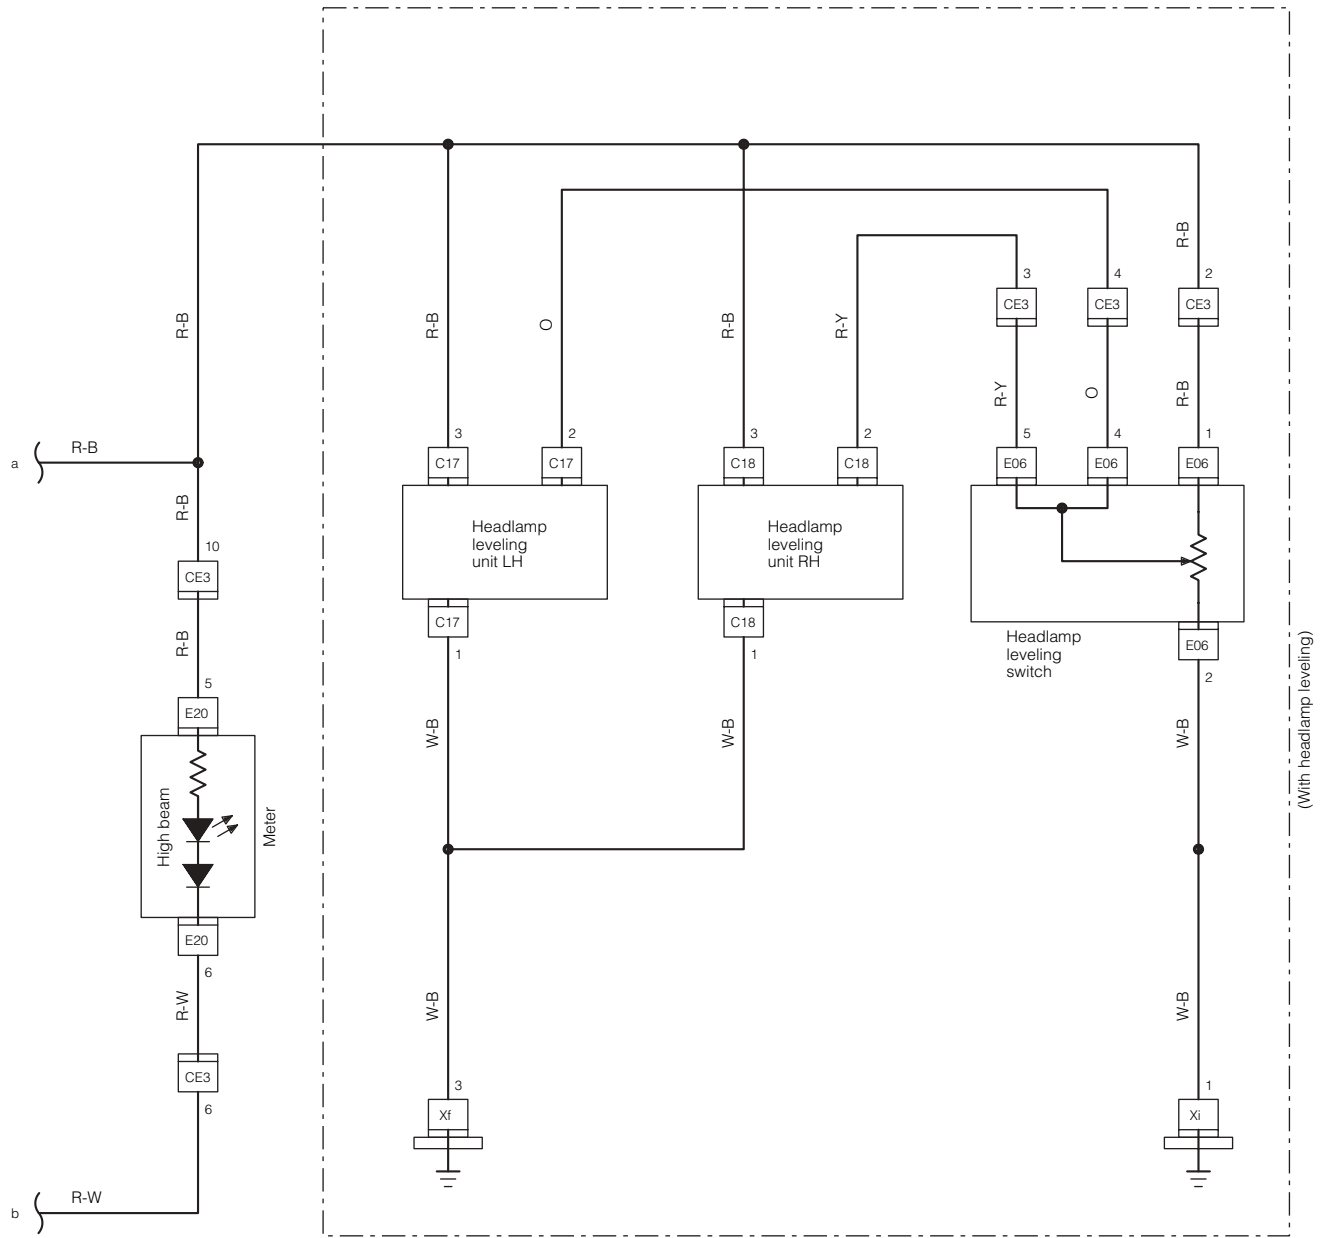 R-B
3
4
2
CE3
CE3
CE3
R-B
R-B
O
R-B
R-Y
R-Y
O
R-B
a
R-B
3
2
3
2
5
4
1
C17
C17
C18
C18
E06
E06
E06
R-B
Headlamp
leveling
unit LH
Headlamp
leveling
unit RH
10
CE3
C17
1
C18
1
Headlamp
leveling
switch
E06
2
R-B
5
E20
W-B
W-B
W-B
(With headlamp leveling)
High beam
Meter
E20
6
R-W
W-B
W-B
CE3
6
3
Xf
1
Xi
b
R-W